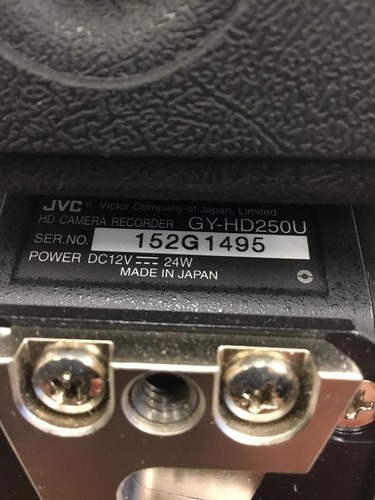 JVC® Victor Company of Japan, Limited
HD CAMERA RECORDER GY-HD250U
SER.NO. 152G1495
POWER DC12V ⎓ 24W
MADE IN JAPAN